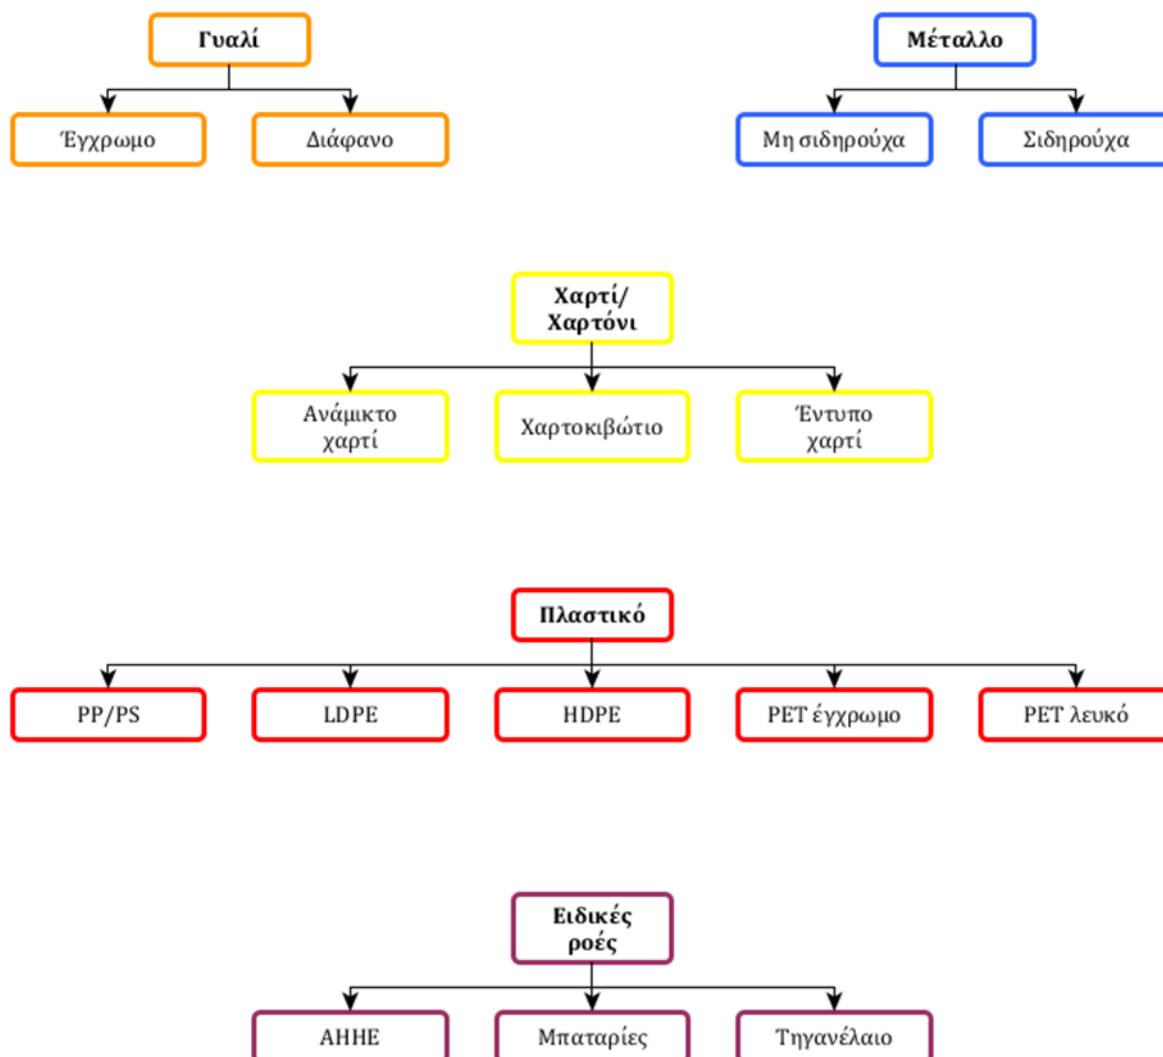 Γυαλί
Μέταλλο
Έγχρωμο
Διάφανο
Μη σιδηρούχα
Σιδηρούχα
Χαρτί/
Χαρτόνι
Ανάμικτο
χαρτί
Χαρτοκιβώτιο
Έντυπο
χαρτί
Πλαστικό
PP/PS
LDPE
HDPE
PET έγχρωμο
PET λευκό
Ειδικές
ροές
ΑΗΗΕ
Μπαταρίες
Τηγανέλαιο